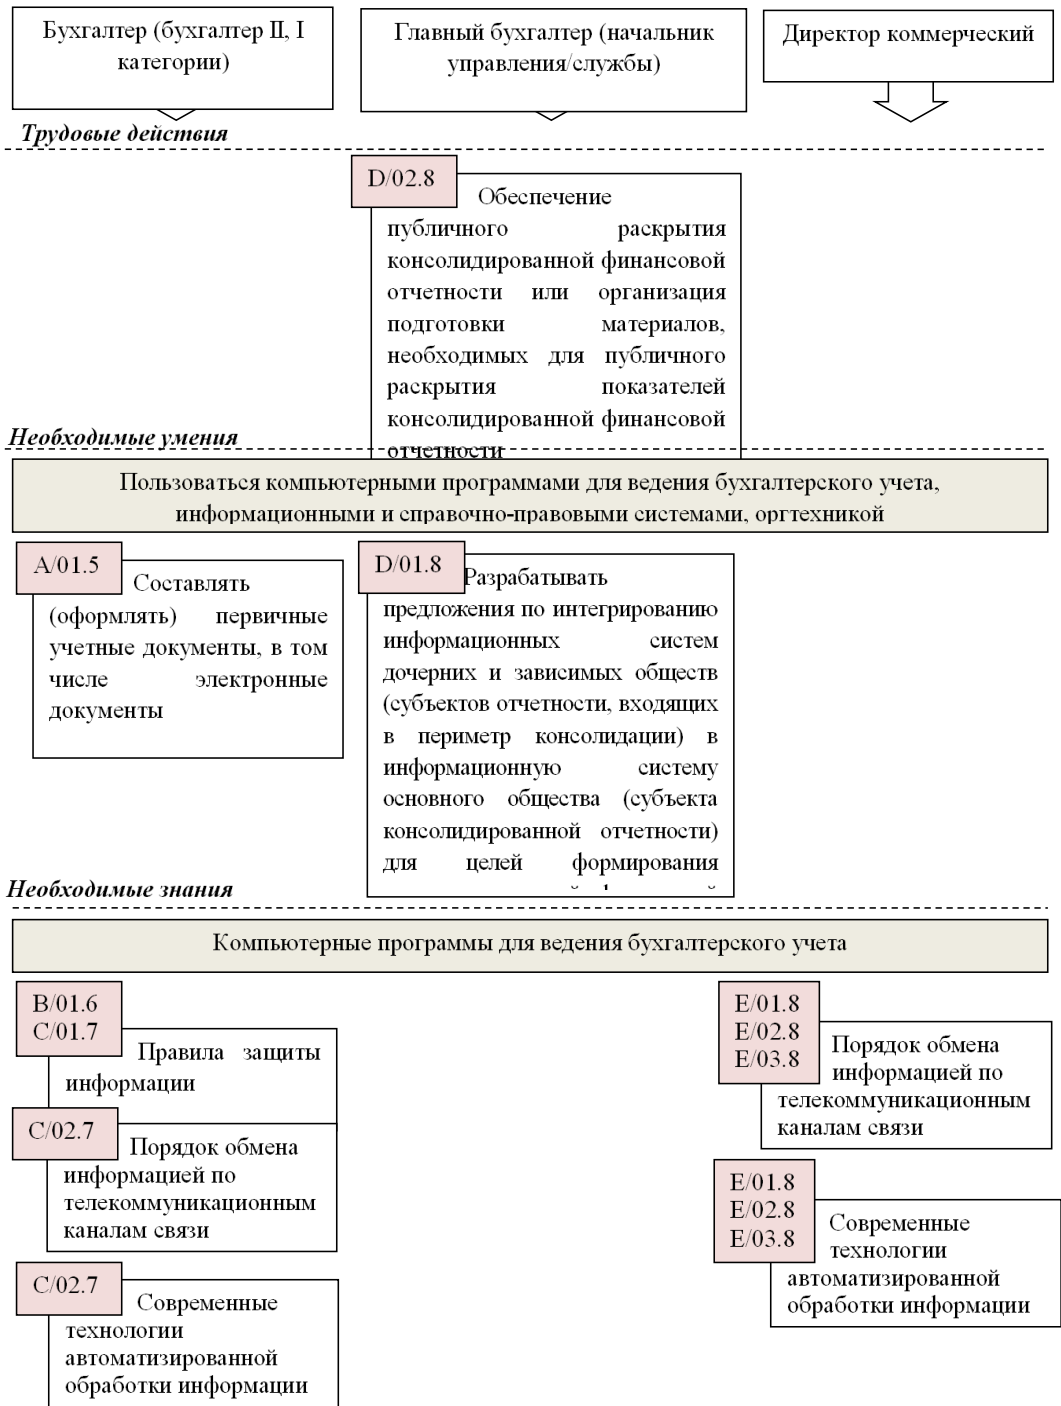 Бухгалтер (бухгалтер II, I
категории)
Главный бухгалтер (начальник
управления/службы)
Директор коммерческий
Трудовые действия
D/02.8
Обеспечение
публичного раскрытия
консолидированной финансовой
отчетности или организация
подготовки материалов,
необходимых для публичного
раскрытия показателей
консолидированной финансовой
отчетности
Необходимые умения
Пользоваться компьютерными программами для ведения бухгалтерского учета,
информационными и справочно-правовыми системами, оргтехникой
A/01.5
Составлять
(оформлять) первичные
учетные документы, в том
числе электронные
документы
D/01.8
Разрабатывать
предложения по интегрированию
информационных систем
дочерних и зависимых обществ
(субъектов отчетности, входящих
в периметр консолидации) в
информационную систему
основного общества (субъекта
консолидированной отчетности)
для целей формирования
Необходимые знания
Компьютерные программы для ведения бухгалтерского учета
B/01.6
C/01.7
Правила защиты
информации
C/02.7
Порядок обмена
информацией по
телекоммуникационным
каналам связи
C/02.7
Современные
технологии
автоматизированной
обработки информации
E/01.8
E/02.8
E/03.8
Порядок обмена
информацией по
телекоммуникационным
каналам связи
E/01.8
E/02.8
E/03.8
Современные
технологии
автоматизированной
обработки информации